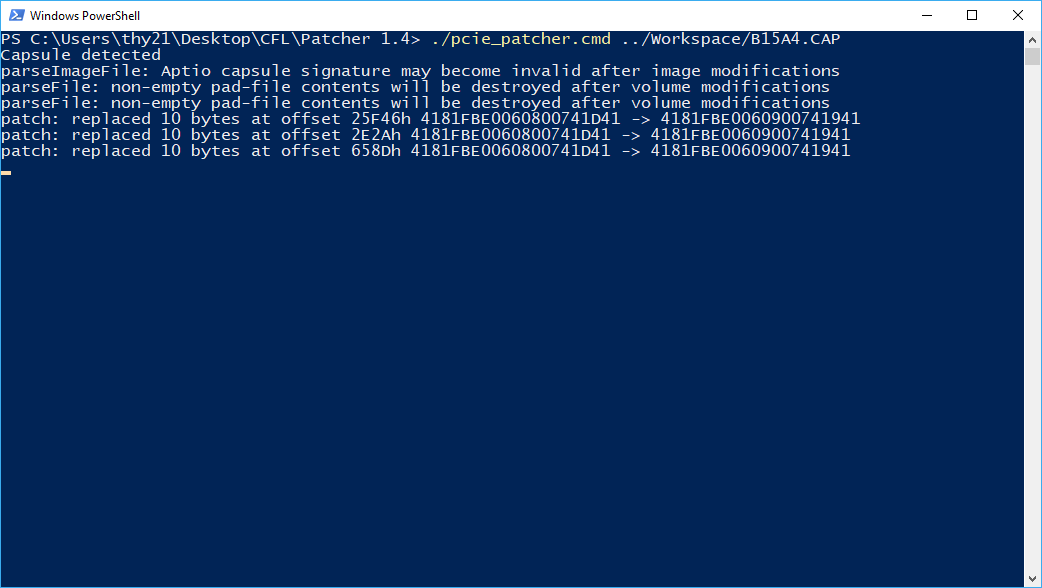 Windows PowerShell
PS C:\Users\thy21\Desktop\CFL\Patcher 1.4> ./pcie_patcher.cmd ../Workspace/B15A4.CAP
Capsule detected
parseImageFile: Aptio capsule signature may become invalid after image modifications
parseFile: non-empty pad-file contents will be destroyed after volume modifications
parseFile: non-empty pad-file contents will be destroyed after volume modifications
patch: replaced 10 bytes at offset 25F46h 4181FBE0060800741D41 -> 4181FBE0060900741941
patch: replaced 10 bytes at offset 2E2Ah 4181FBE0060800741D41 -> 4181FBE0060900741941
patch: replaced 10 bytes at offset 658Dh 4181FBE0060800741D41 -> 4181FBE0060900741941